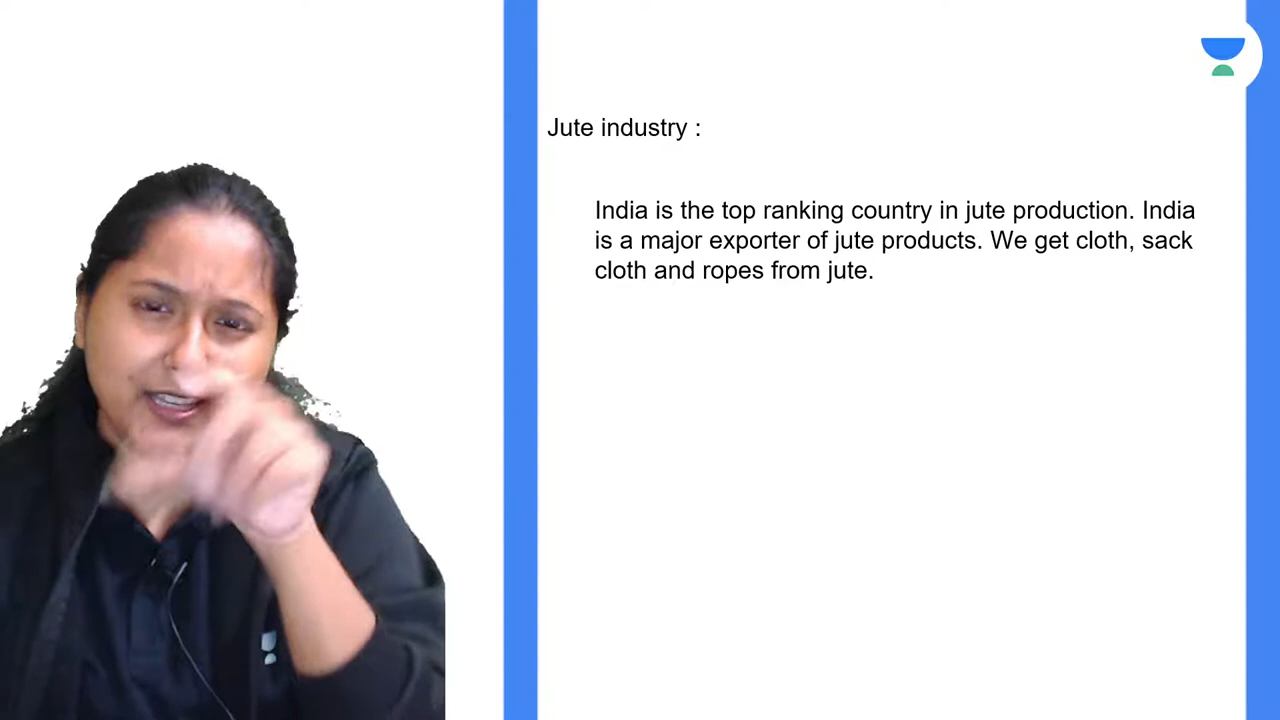 Jute industry :
India is the top ranking country in jute production. India
is a major exporter of jute products. We get cloth, sack
cloth and ropes from jute.